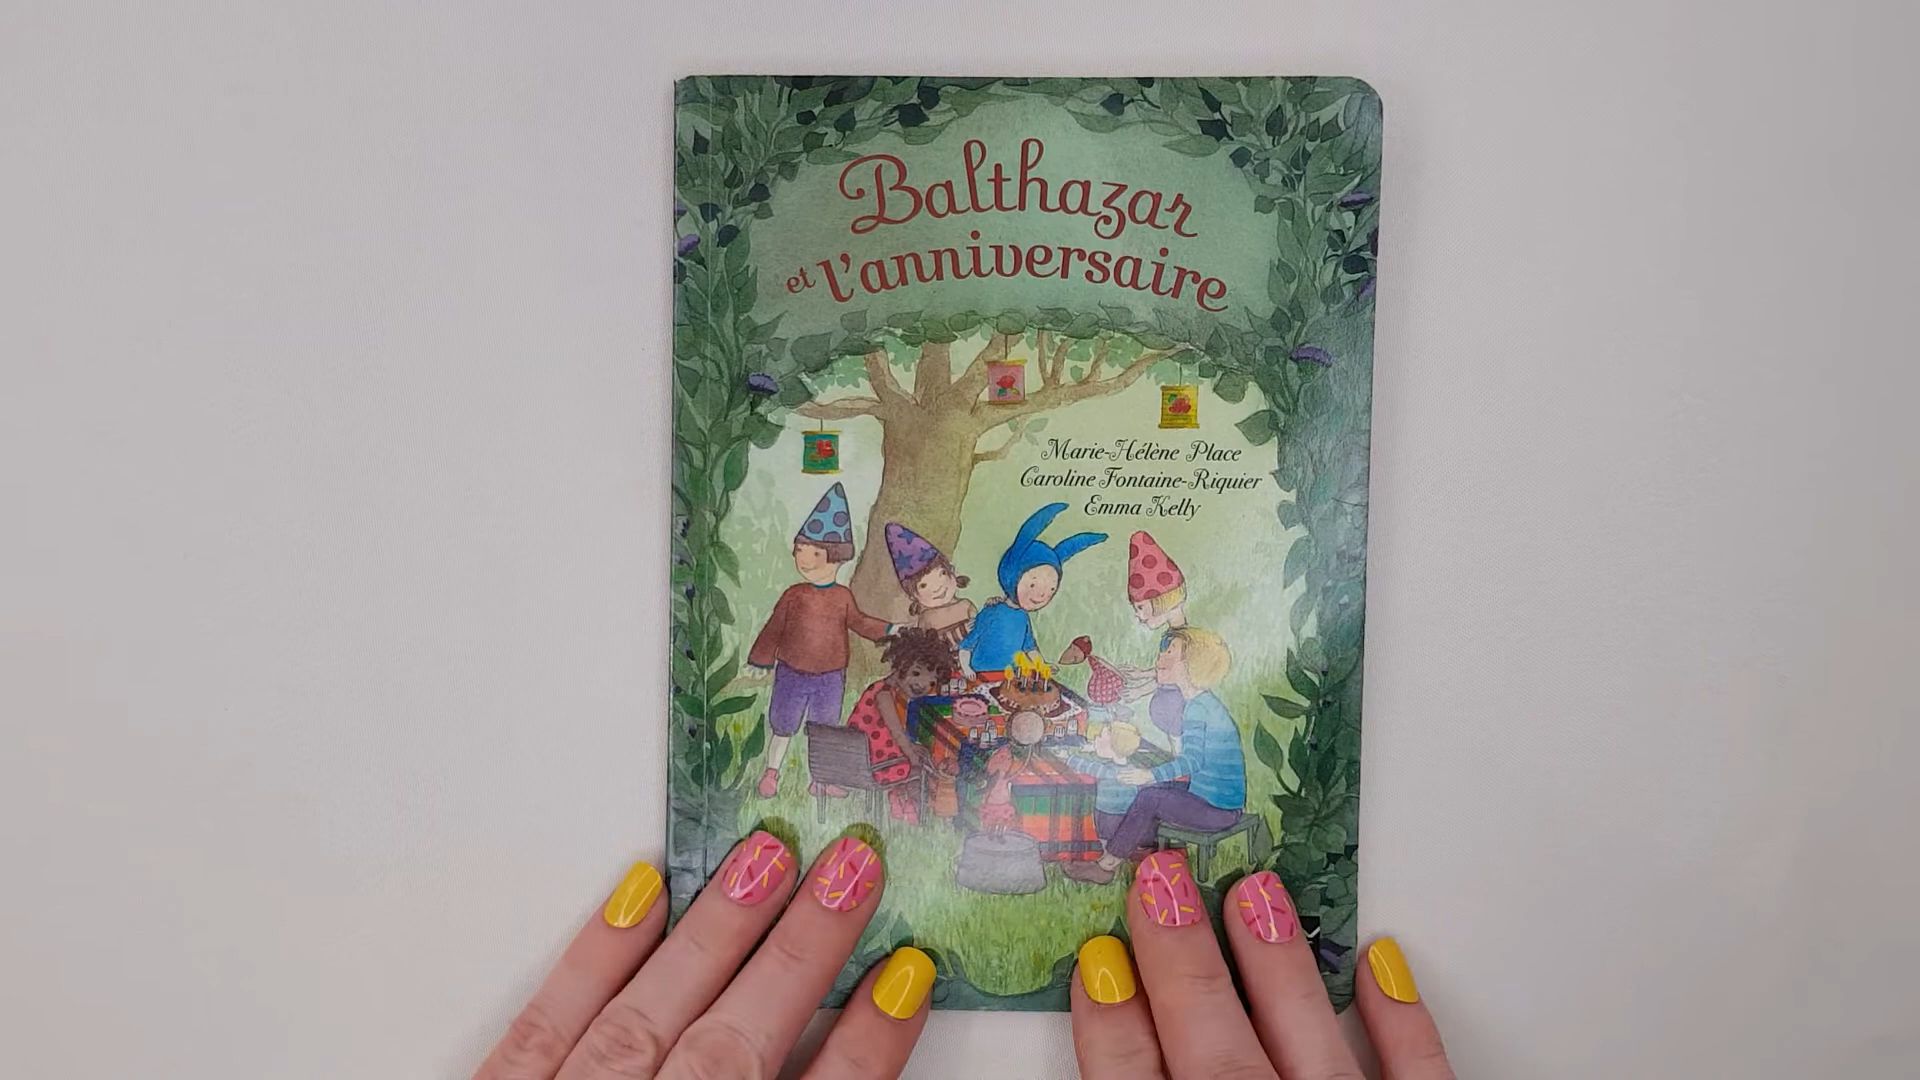 Balthazar
et l'anniversaire
Marie-Hélène Place
Caroline Fontaine-Riquier
Emma Kelly